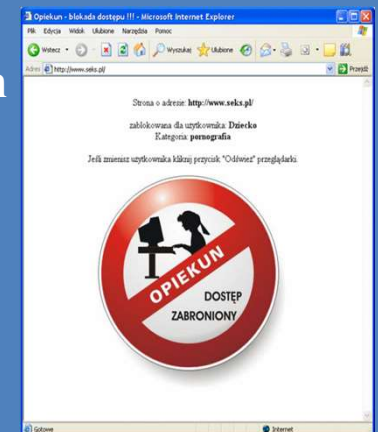 Opiekun - blokada dostępu !!! - Microsoft Internet Explorer
Plik Edycja Widok Ulubione Narzędzia Pomoc
Wstecz Wyszukaj Ulubione
Adres http://www.seks.pl/ Przejdź
Strona o adresie: http://www.seks.pl/
zablokowana dla użytkownika: Dziecko
Kategoria: pornografia
Jeśli zmienisz użytkownika kliknij przycisk "Odśwież" przeglądarki.
OPIEKUN
DOSTĘP
ZABRONIONY
Gotowe Internet